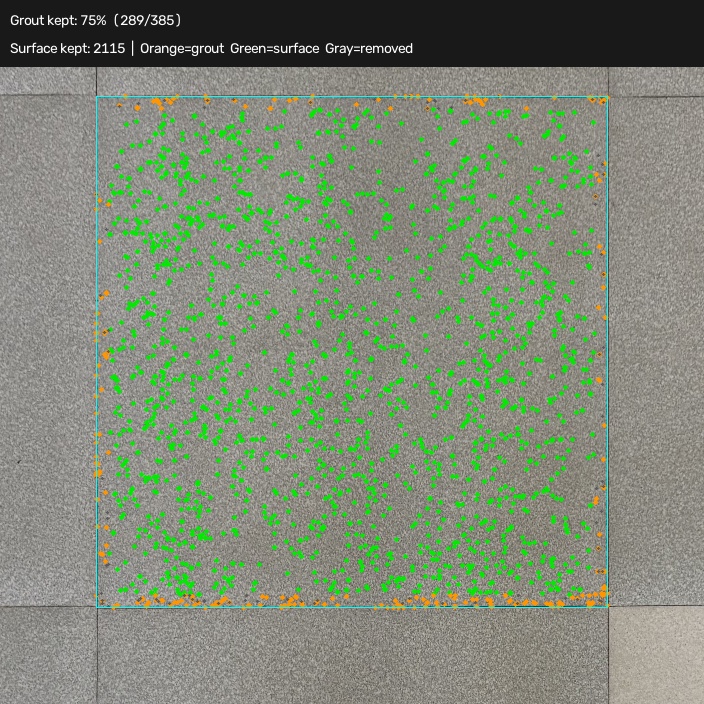 Grout kept: 75% (289/385)
Surface kept: 2115 | Orange=grout Green=surface Gray=removed